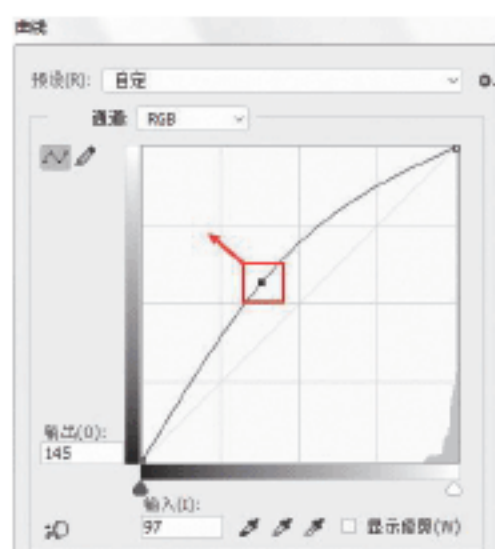 曲线
预设(R): 自定
通道: RGB
输出(O):
145
输入(I):
97
显示修剪(W)